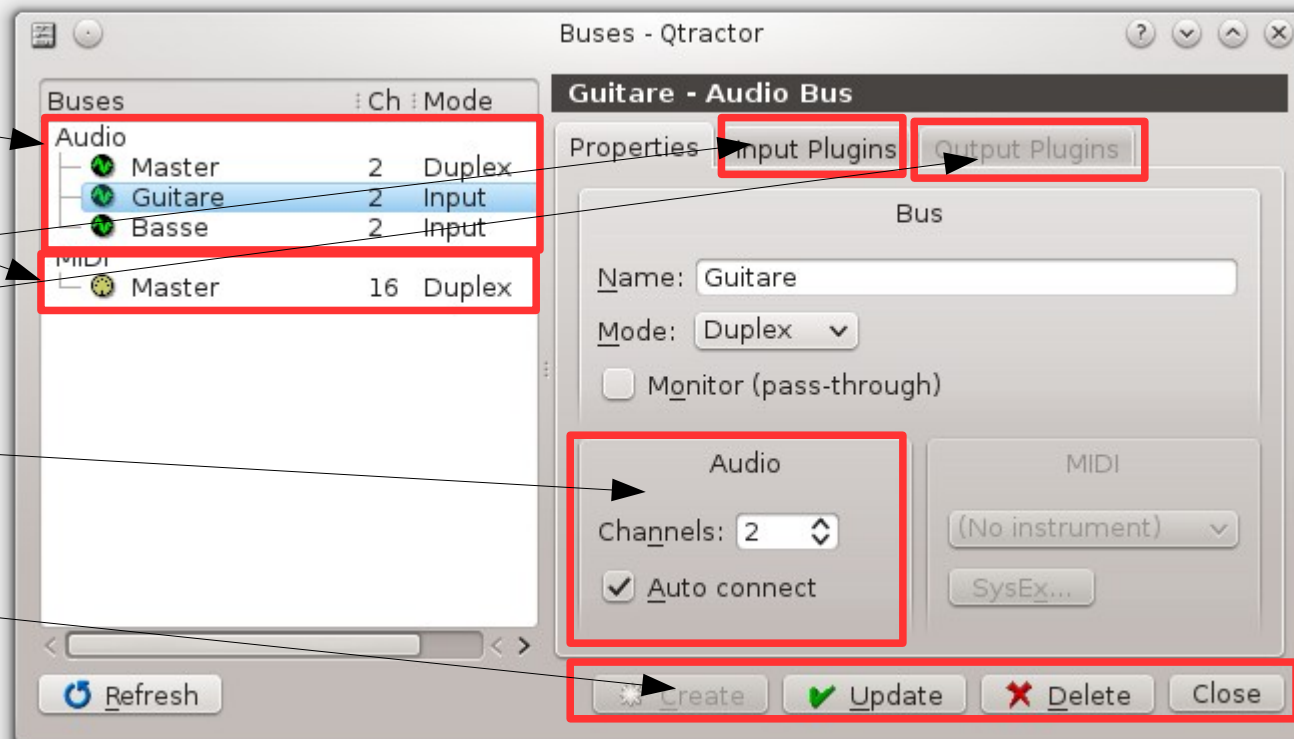 Buses - Qtractor
Buses Ch Mode
Audio
Master 2 Duplex
Guitare 2 Input
Basse 2 Input
MIDI
Master 16 Duplex
Refresh
Guitare - Audio Bus
Properties Input Plugins Output Plugins
Bus
Name: Guitare
Mode: Duplex
Monitor (pass-through)
Audio
Channels: 2
Auto connect
MIDI
(No instrument)
SysEx...
Create Update Delete Close